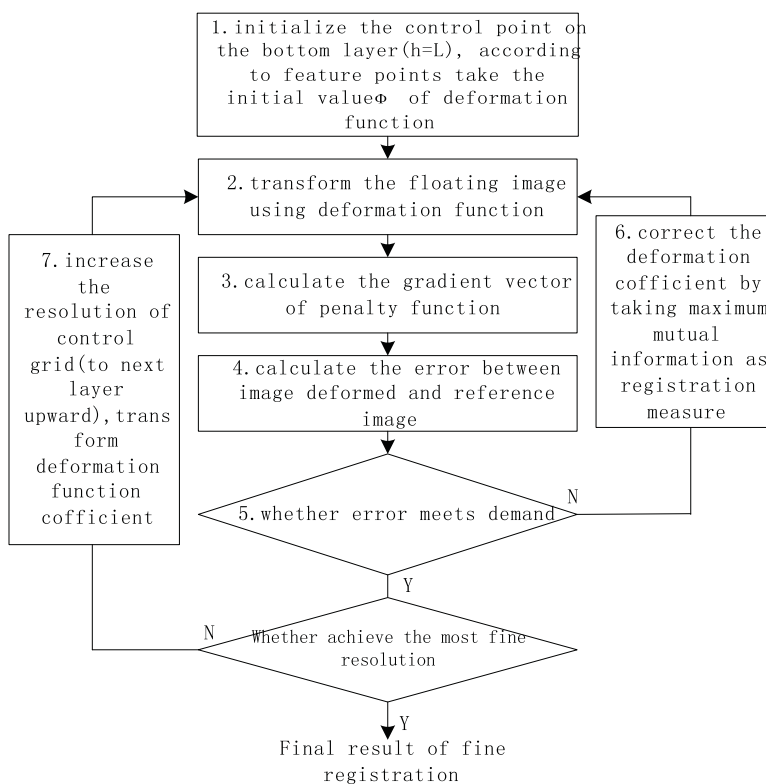 1.initialize the control point on
the bottom layer(h=L), according
to feature points take the
initial valueΦ of deformation
function
2.transform the floating image
using deformation function
3.calculate the gradient vector
of penalty function
4.calculate the error between
image deformed and reference
image
5.whether error meets demand
N
6.correct the
deformation
cofficient by
taking maximum
mutual
information as
registration
measure
Y
Whether achieve the most fine
resolution
N
7.increase
the
resolution of
control
grid(to next
layer
upward),trans
form
deformation
function
cofficient
Y
Final result of fine
registration